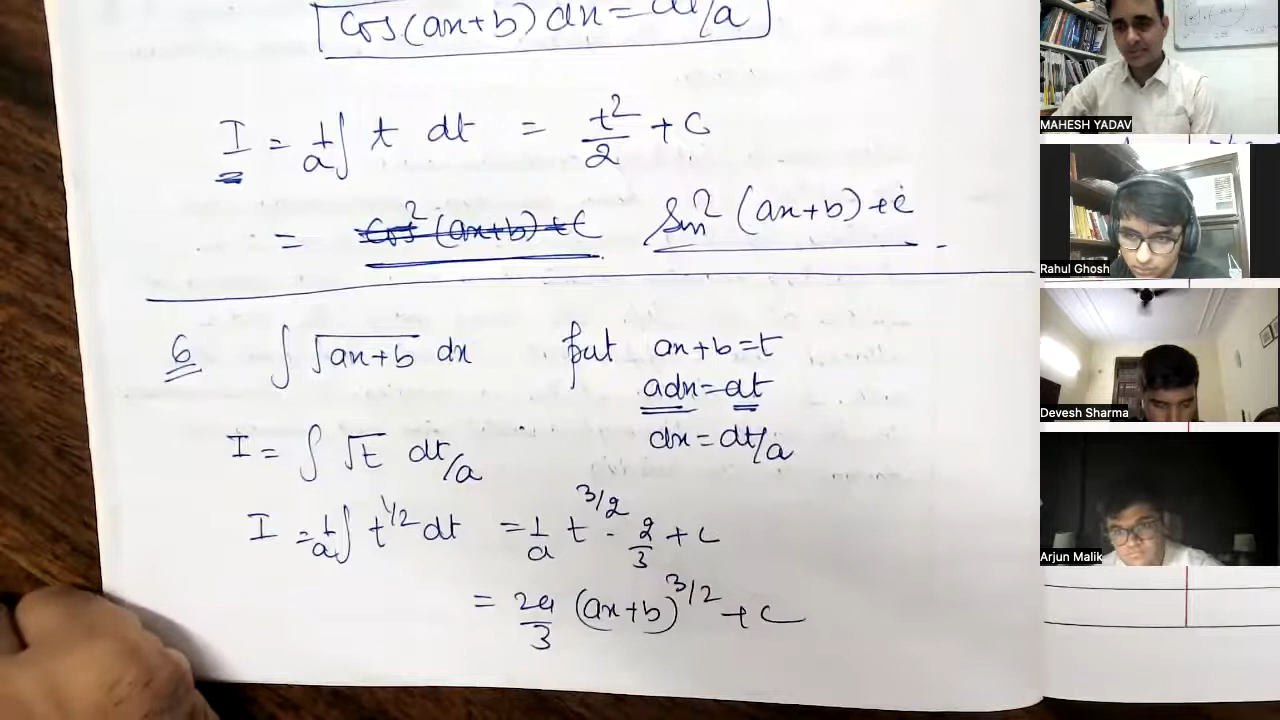 Cos(ax+b) dx = dt/a
I = 1/a ∫ t dt = t²/2 + C
= Cos²(ax+b)+C Sin²(ax+b)+C.
6 ∫ √ax+b dx put ax+b=t
adx=dt
dx = dt/a
I = ∫ √t dt/a
I = 1/a ∫ t^1/2 dt = 1/a t^3/2 . 2/3 + C
= 2a/3 (ax+b)^3/2 + C
MAHESH YADAV
Rahul Ghosh
Devesh Sharma
Arjun Malik